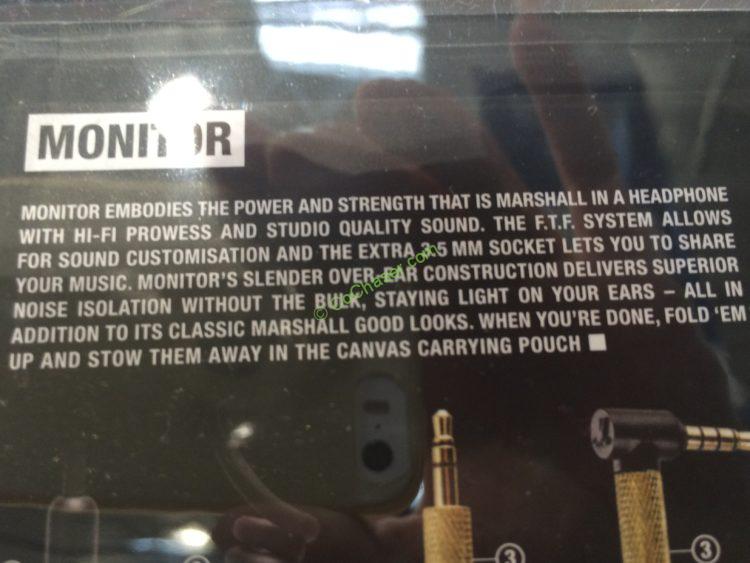 MONITOR
MONITOR EMBODIES THE POWER AND STRENGTH THAT IS MARSHALL IN A HEADPHONE
WITH HI-FI PROWESS AND STUDIO QUALITY SOUND. THE F.T.F. SYSTEM ALLOWS
FOR SOUND CUSTOMISATION AND THE EXTRA 3.5 MM SOCKET LETS YOU TO SHARE
YOUR MUSIC. MONITOR'S SLENDER OVER-EAR CONSTRUCTION DELIVERS SUPERIOR
NOISE ISOLATION WITHOUT THE BULK, STAYING LIGHT ON YOUR EARS – ALL IN
ADDITION TO ITS CLASSIC MARSHALL GOOD LOOKS. WHEN YOU'RE DONE, FOLD 'EM
UP AND STOW THEM AWAY IN THE CANVAS CARRYING POUCH
© CoChaser.com
3
3